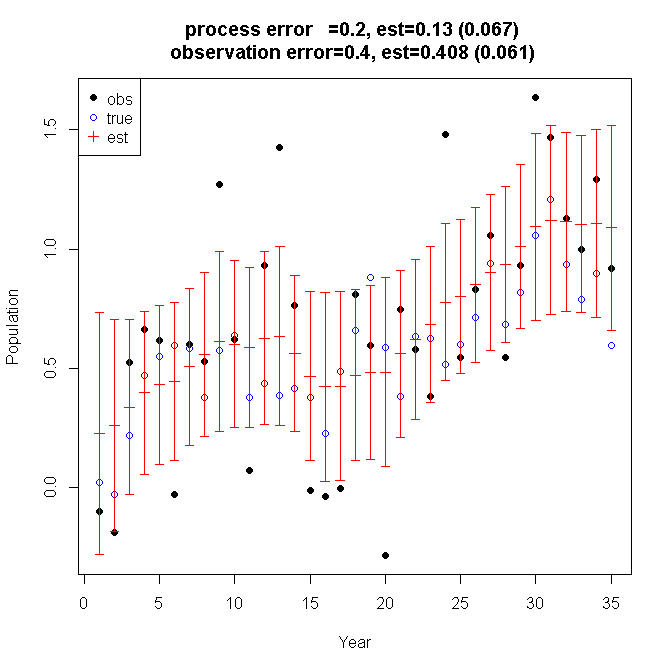 process error   =0.2, est=0.13 (0.067)
observation error=0.4, est=0.408 (0.061)
obs
true
est
Population
1.5
1.0
0.5
0.0
0 5 10 15 20 25 30 35
Year